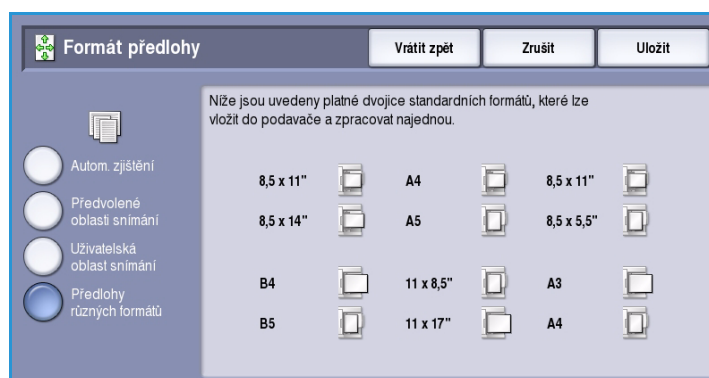 Formát předlohy
Vrátit zpět
Zrušit
Uložit
Níže jsou uvedeny platné dvojice standardních formátů, které lze
vložit do podavače a zpracovat najednou.
Autom. zjištění
Předvolené
oblasti snímání
Uživatelská
oblast snímání
Předlohy
různých formátů
8,5 x 11" A4 8,5 x 11"
8,5 x 14" A5 8,5 x 5,5"
B4 11 x 8,5" A3
B5 11 x 17" A4